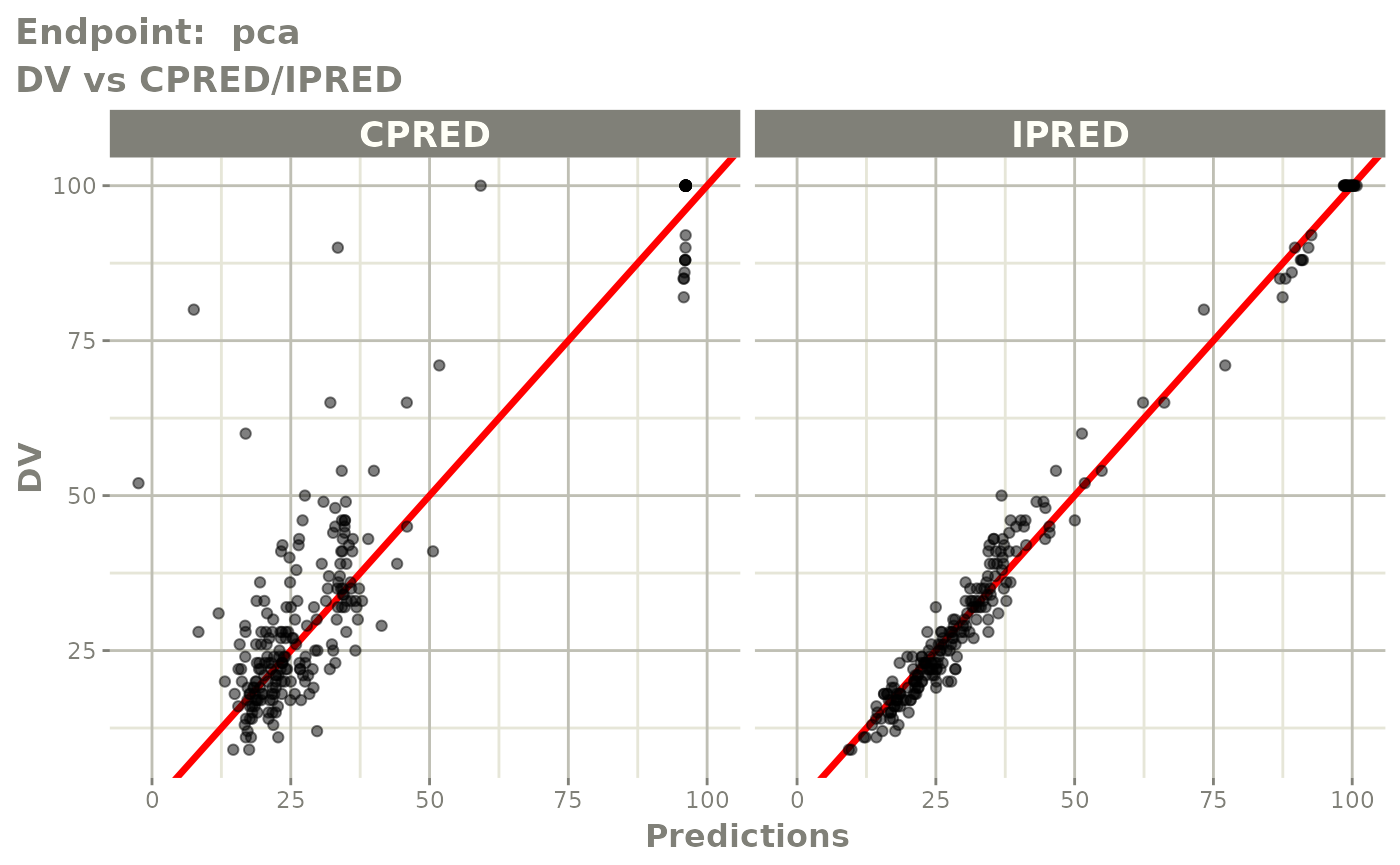 Endpoint:  pca
DV vs CPRED/IPRED
CPRED
IPRED
DV
100
75
50
25
0 25 50 75 100
0 25 50 75 100
Predictions